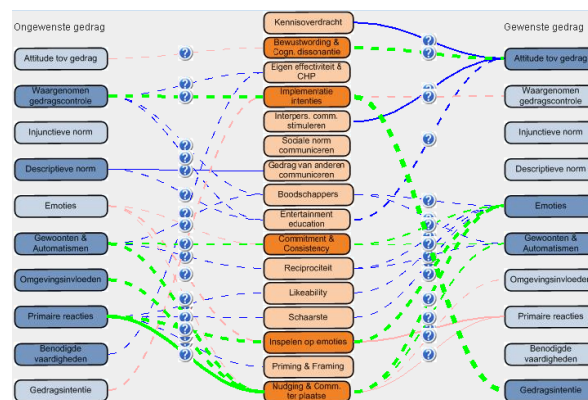 Ongewenste gedrag
Attitude tov gedrag
Waargenomen
gedragscontrole
Injunctieve norm
Descriptieve norm
Emoties
Gewoonten &
Automatismen
Omgevingsinvloeden
Primaire reacties
Benodigde
vaardigheden
Gedragsintentie
Kennisoverdracht
Bewustwording &
Cogn. dissonantie
Eigen effectiviteit &
CHP
Implementatie
intenties
Interpers. comm.
stimuleren
Sociale norm
communiceren
Gedrag van anderen
communiceren
Boodschappers
Entertainment
education
Commitment &
Consistency
Reciprociteit
Likeability
Schaarste
Inspelen op emoties
Priming & Framing
Nudging & Comm.
ter plaatse
Gewenste gedrag
Attitude tov gedrag
Waargenomen
gedragscontrole
Injunctieve norm
Descriptieve norm
Emoties
Gewoonten &
Automatismen
Omgevingsinvloeden
Primaire reacties
Benodigde
vaardigheden
Gedragsintentie